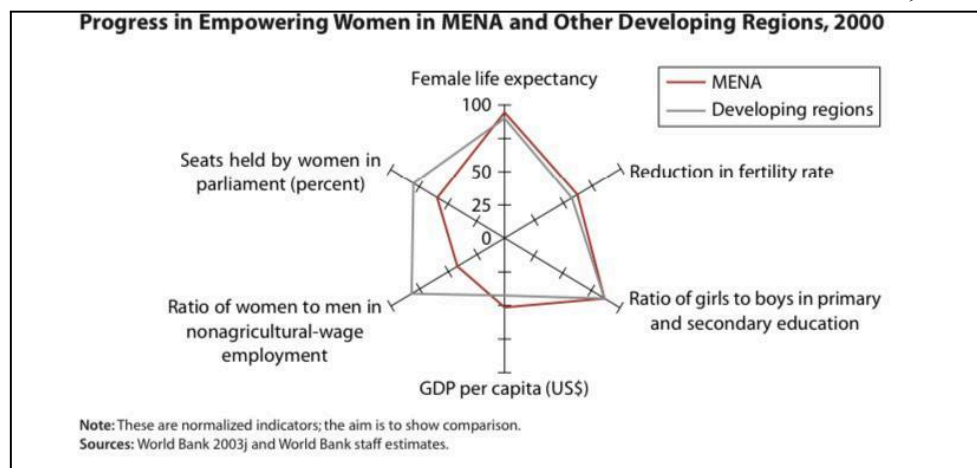 Progress in Empowering Women in MENA and Other Developing Regions, 2000
Female life expectancy
MENA
Developing regions
100
50
25
0
Seats held by women in
parliament (percent)
Reduction in fertility rate
Ratio of women to men in
nonagricultural-wage
employment
Ratio of girls to boys in primary
and secondary education
GDP per capita (US$)
Note: These are normalized indicators; the aim is to show comparison.
Sources: World Bank 2003j and World Bank staff estimates.